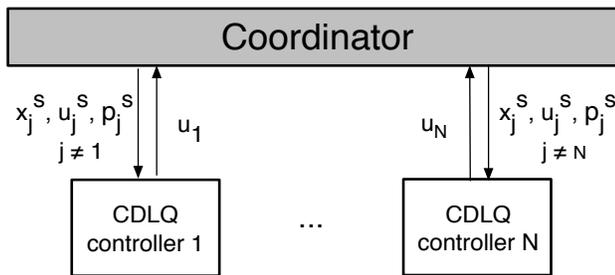 Coordinator
x_j^s, u_j^s, p_j^s
j ≠ 1
u_1
u_N
x_j^s, u_j^s, p_j^s
j ≠ N
CDLQ
controller 1
...
CDLQ
controller N